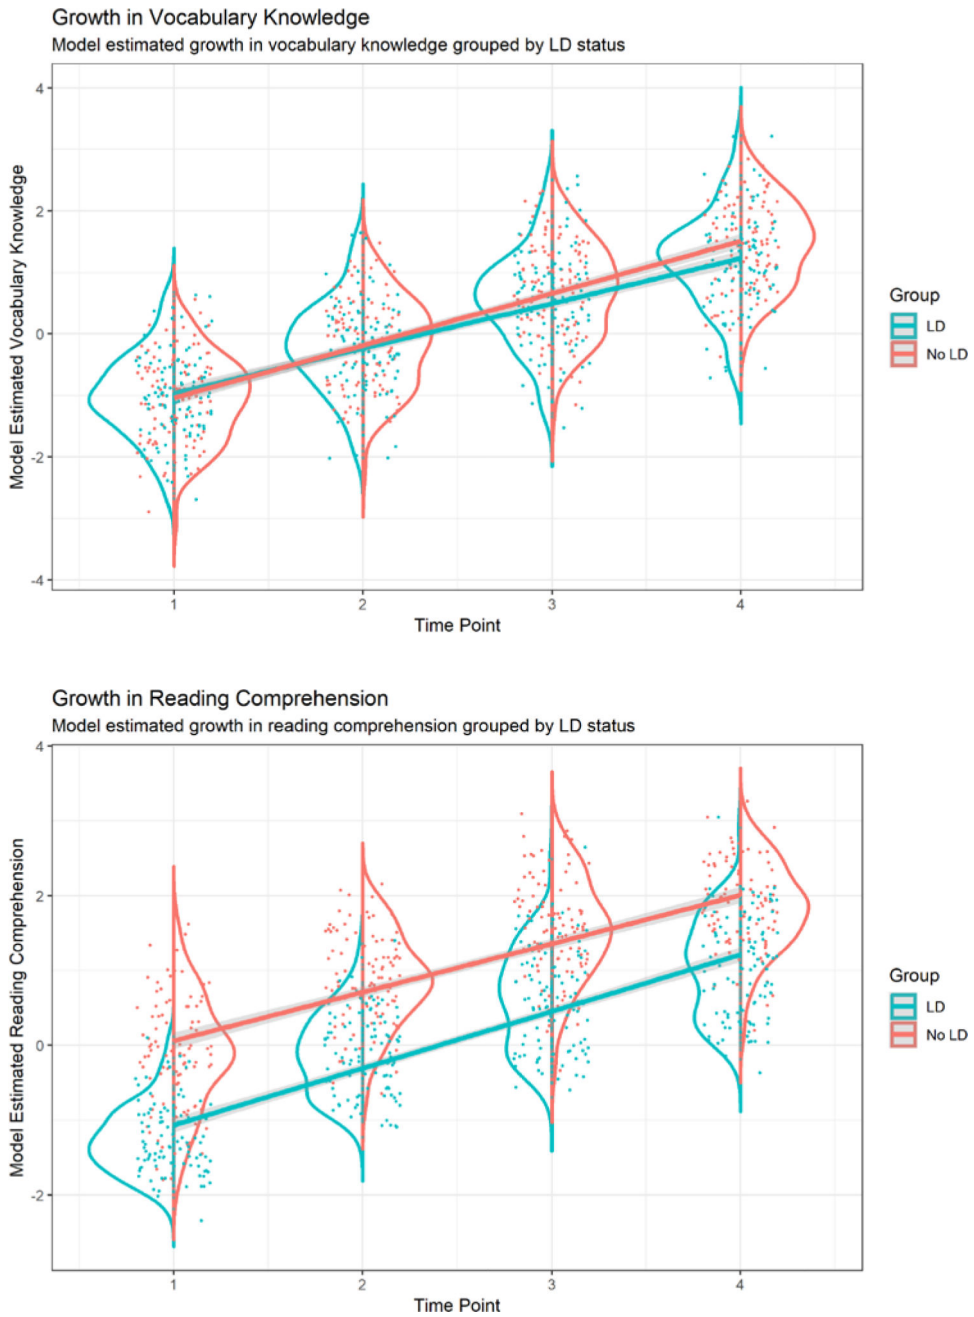 Growth in Vocabulary Knowledge
Model estimated growth in vocabulary knowledge grouped by LD status
Model Estimated Vocabulary Knowledge
4
2
0
-2
-4
1 2 3 4
Time Point
Group
LD
No LD
Growth in Reading Comprehension
Model estimated growth in reading comprehension grouped by LD status
Model Estimated Reading Comprehension
4
2
0
-2
1 2 3 4
Time Point
Group
LD
No LD